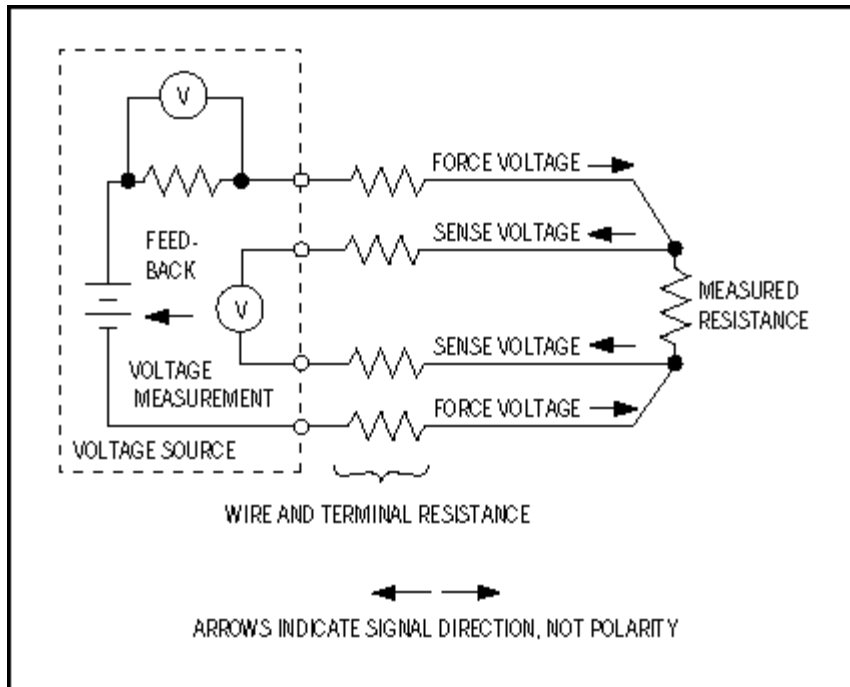 V
FORCE VOLTAGE
FEED-
BACK
SENSE VOLTAGE
V
MEASURED
RESISTANCE
SENSE VOLTAGE
VOLTAGE
MEASUREMENT
FORCE VOLTAGE
VOLTAGE SOURCE
WIRE AND TERMINAL RESISTANCE
ARROWS INDICATE SIGNAL DIRECTION, NOT POLARITY